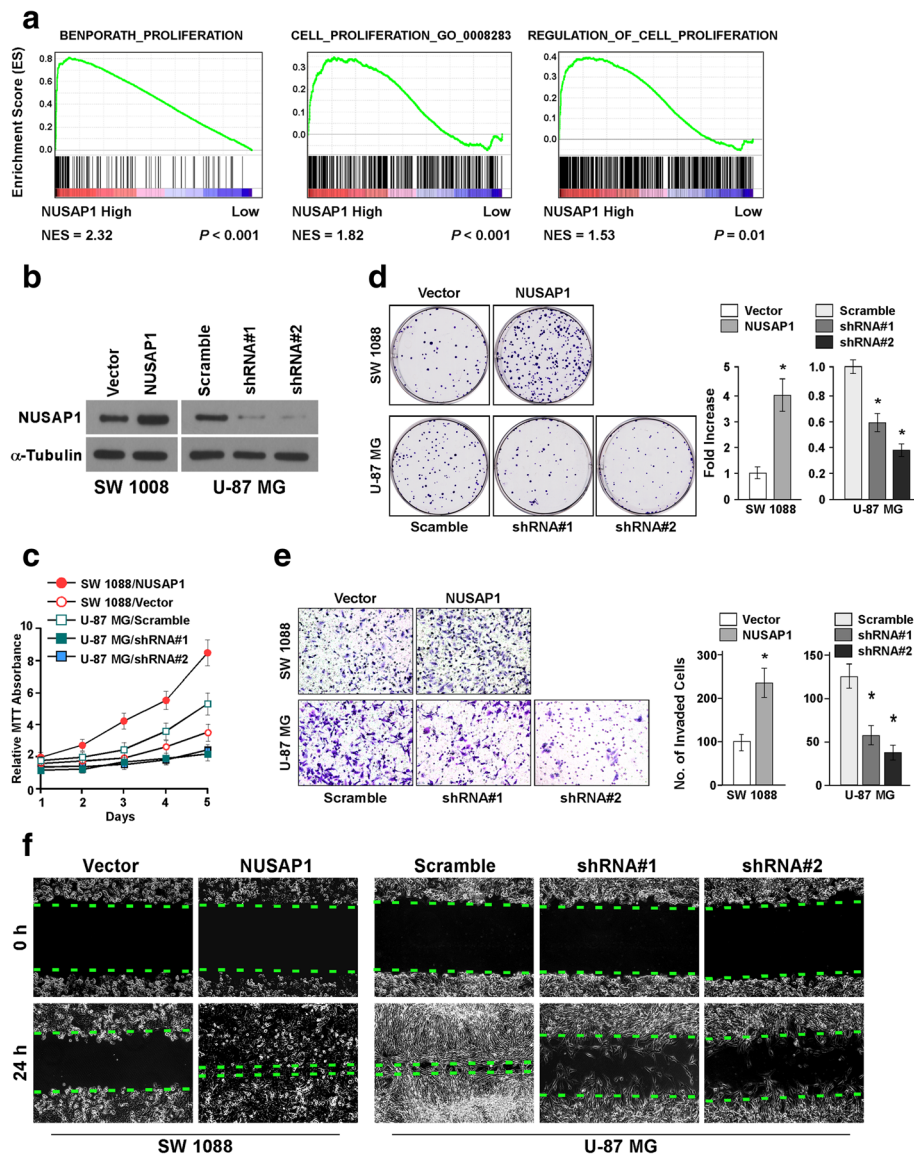 a
BENPORATH_PROLIFERATION
CELL_PROLIFERATION_GO_0008283
REGULATION_OF_CELL_PROLIFERATION
Enrichment Score (ES)
0.8
0.6
0.4
0.2
0.0
0.3
0.2
0.1
0.0
0.4
0.3
0.2
0.1
0.0
NUSAP1 High Low
NES = 2.32 P < 0.001
NUSAP1 High Low
NES = 1.82 P < 0.001
NUSAP1 High Low
NES = 1.53 P = 0.01
b
Vector
NUSAP1
Scramble
shRNA#1
shRNA#2
NUSAP1
α-Tubulin
SW 1008
U-87 MG
c
SW 1088/NUSAP1
SW 1088/Vector
U-87 MG/Scramble
U-87 MG/shRNA#1
U-87 MG/shRNA#2
Relative MTT Absorbance
10
8
6
4
2
0
1 2 3 4 5
Days
d
Vector NUSAP1
SW 1088
U-87 MG
Scamble shRNA#1 shRNA#2
Vector
NUSAP1
Scramble
shRNA#1
shRNA#2
Fold Increase
5
4
3
2
1
0
*
SW 1088
1.0
0.8
0.6
0.4
0.2
0.0
*
*
U-87 MG
e
Vector NUSAP1
SW 1088
U-87 MG
Scramble shRNA#1 shRNA#2
Vector
NUSAP1
Scramble
shRNA#1
shRNA#2
No. of Invaded Cells
300
200
100
0
*
SW 1088
150
100
50
0
*
*
U-87 MG
f
Vector NUSAP1 Scramble shRNA#1 shRNA#2
0 h
24 h
SW 1088 U-87 MG